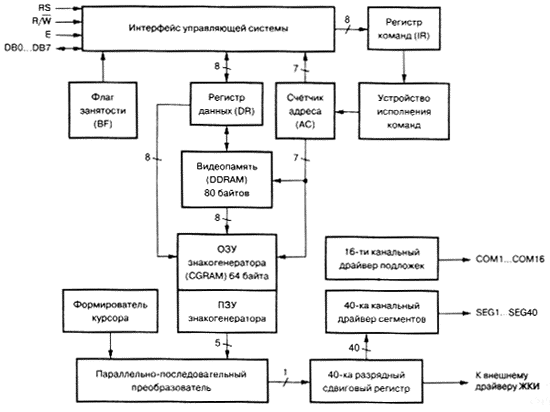 RS
R/W
E
DB0...DB7
Интерфейс управляющей системы
8
Регистр
команд (IR)
8
7
Флаг
занятости
(BF)
Регистр
данных (DR)
Счётчик
адреса
(AC)
Устройство
исполнения
команд
8
7
Видеопамять
(DDRAM)
80 байтов
8
ОЗУ
знакогенератора
(CGRAM) 64 байта
16-ти канальный
драйвер подложек
COM1...COM16
Формирователь
курсора
ПЗУ
знакогенератора
40-ка канальный
драйвер сегментов
SEG1...SEG40
5
40
Параллельно-последовательный
преобразователь
1
40-ка разрядный
сдвиговый регистр
К внешнему
драйверу ЖКИ